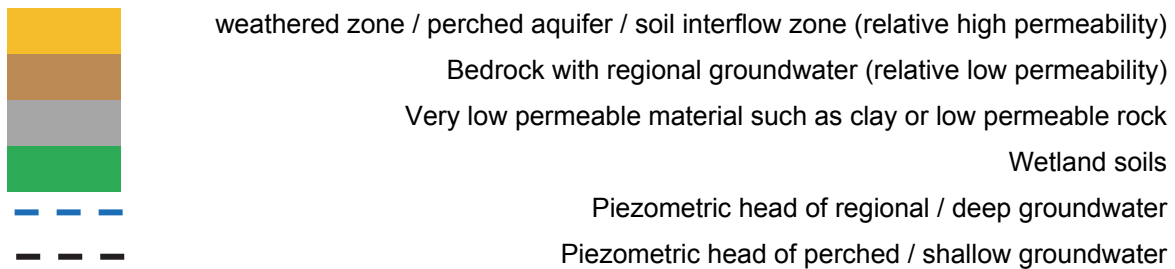 weathered zone / perched aquifer / soil interflow zone (relative high permeability)
Bedrock with regional groundwater (relative low permeability)
Very low permeable material such as clay or low permeable rock
Wetland soils
Piezometric head of regional / deep groundwater
Piezometric head of perched / shallow groundwater